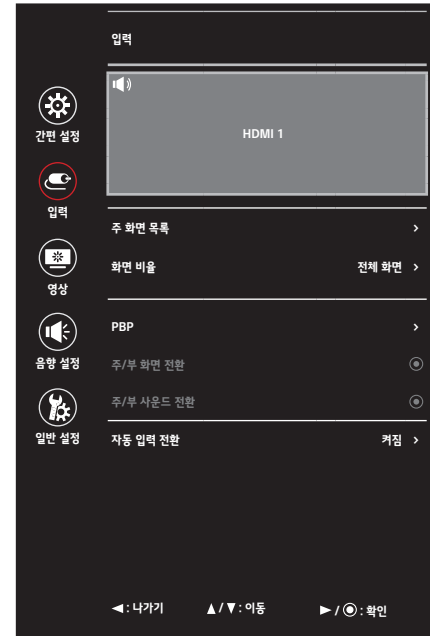 입력
HDMI 1
간편 설정
입력
영상
음향 설정
일반 설정
주 화면 목록 >
화면 비율 전체 화면 >
PBP >
주/부 화면 전환
주/부 사운드 전환
자동 입력 전환 켜짐 >
◄ : 나가기 ▲ / ▼ : 이동 ► / ◉ : 확인